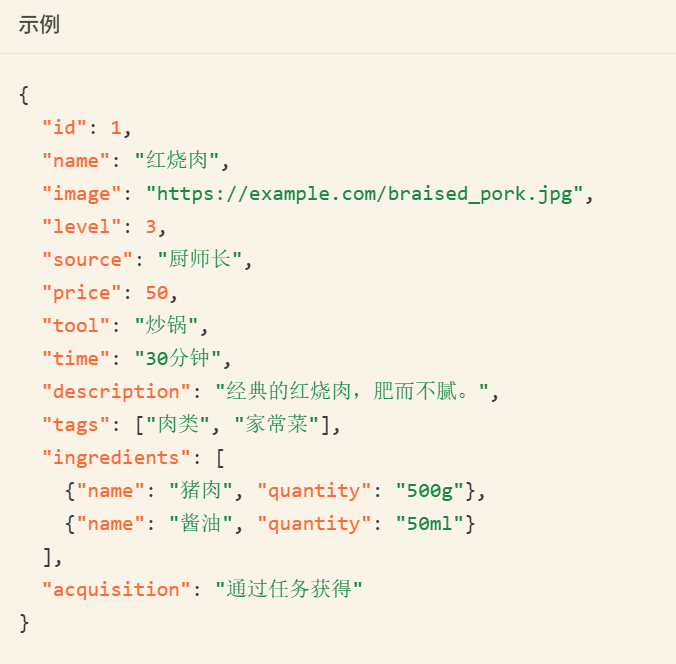 示例
{
  "id": 1,
  "name": "红烧肉",
  "image": "https://example.com/braised_pork.jpg",
  "level": 3,
  "source": "厨师长",
  "price": 50,
  "tool": "炒锅",
  "time": "30分钟",
  "description": "经典的红烧肉，肥而不腻。",
  "tags": ["肉类", "家常菜"],
  "ingredients": [
    {"name": "猪肉", "quantity": "500g"},
    {"name": "酱油", "quantity": "50ml"}
  ],
  "acquisition": "通过任务获得"
}